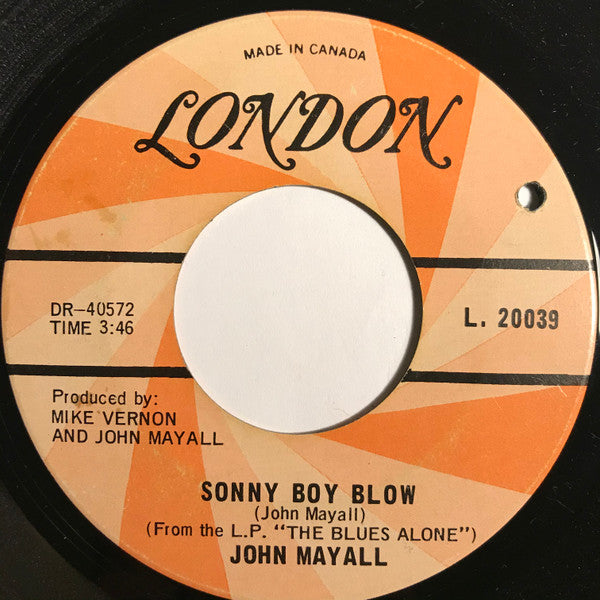 MADE IN CANADA
LONDON
DR-40572
TIME 3:46
L. 20039
Produced by:
MIKE VERNON
AND JOHN MAYALL
SONNY BOY BLOW
(John Mayall)
(From the L.P. "THE BLUES ALONE")
JOHN MAYALL